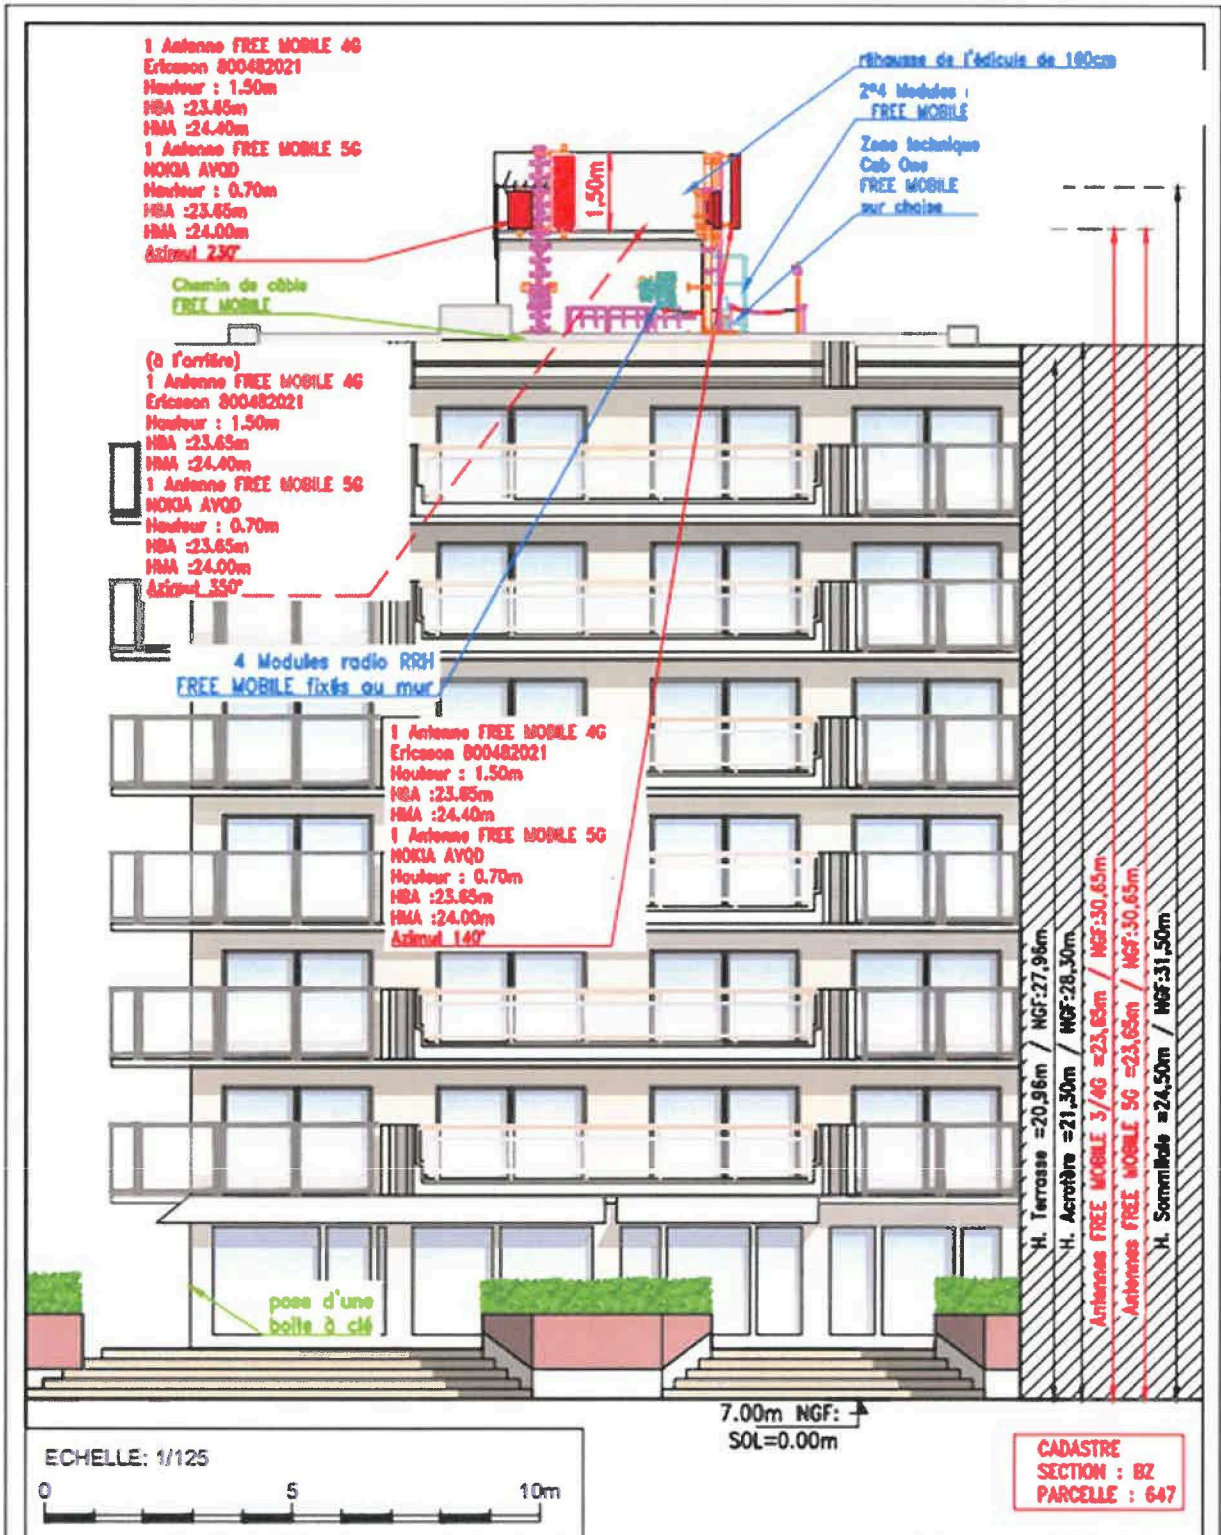 1 Antenne FREE MOBILE 4G
Ericsson 800482021
Hauteur : 1.50m
HBA :23.65m
HMA :24.40m
1 Antenne FREE MOBILE 5G
NOKIA AVQD
Hauteur : 0.70m
HBA :23.65m
HMA :24.00m
Azimut 230°
Chemin de câble
FREE MOBILE
réhausse de l'édicule de 180cm
2*4 Modules :
FREE MOBILE
Zone technique
Cab One
FREE MOBILE
sur chaise
1,50m
(à l'arrière)
1 Antenne FREE MOBILE 4G
Ericsson 800482021
Hauteur : 1.50m
HBA :23.65m
HMA :24.40m
1 Antenne FREE MOBILE 5G
NOKIA AVQD
Hauteur : 0.70m
HBA :23.65m
HMA :24.00m
Azimut 330°
4 Modules radio RRH
FREE MOBILE fixés au mur
1 Antenne FREE MOBILE 4G
Ericsson 800482021
Hauteur : 1.50m
HBA :23.65m
HMA :24.40m
1 Antenne FREE MOBILE 5G
NOKIA AVQD
Hauteur : 0.70m
HBA :23.65m
HMA :24.00m
Azimut 140°
H. Terrasse =20,96m / NGF:27,96m
H. Acrotère =21,30m / NGF:28,30m
Antennes FREE MOBILE 3/4G =23,65m / NGF:30,65m
Antennes FREE MOBILE 5G =23,65m / NGF:30,65m
H. Sommitale =24,50m / NGF:31,50m
pose d'une
boite à clé
7.00m NGF:
SOL=0.00m
ECHELLE: 1/125
0 5 10m
CADASTRE
SECTION : BZ
PARCELLE : 647